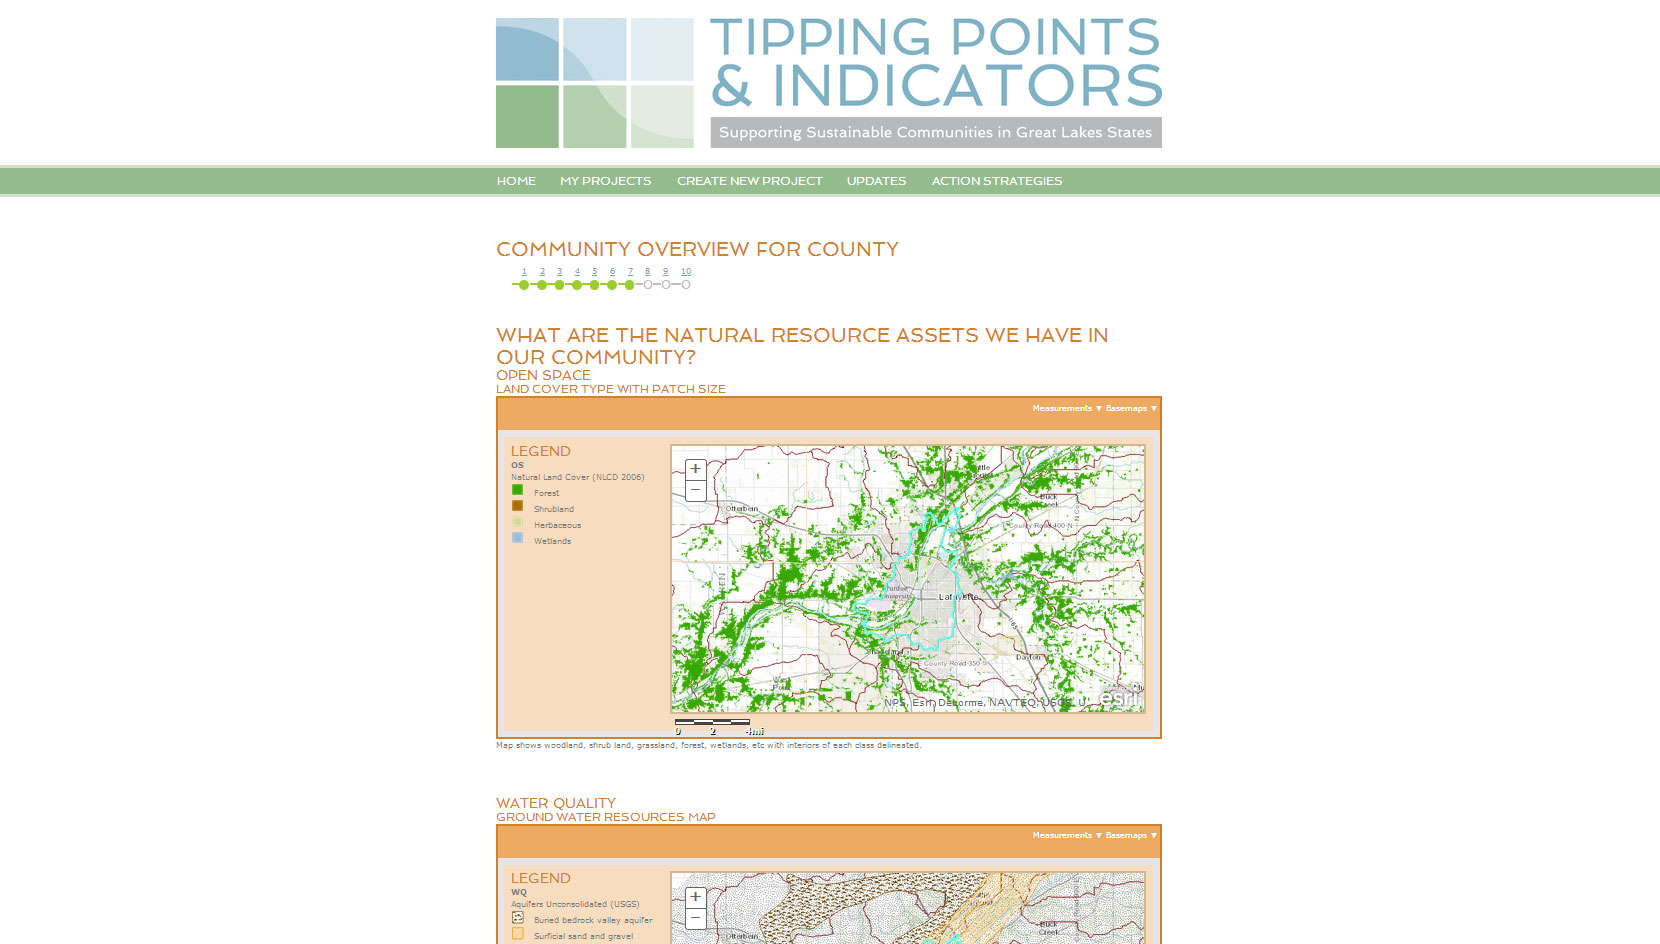 TIPPING POINTS
& INDICATORS
Supporting Sustainable Communities in Great Lakes States
HOME MY PROJECTS CREATE NEW PROJECT UPDATES ACTION STRATEGIES
COMMUNITY OVERVIEW FOR COUNTY
1 2 3 4 5 6 7 8 9 10
WHAT ARE THE NATURAL RESOURCE ASSETS WE HAVE IN
OUR COMMUNITY?
OPEN SPACE
LAND COVER TYPE WITH PATCH SIZE
Measurements ▼ Basemaps ▼
LEGEND
OS
Natural Land Cover (NLCD 2006)
Forest
Shrubland
Herbaceous
Wetlands
+
−
Otterbein
Buck
Creek
County Road 400 N
Purdue
University
Lafayette
I-65
Dayton
County Road 350 S
West
Point
NPS, Esri, DeLorme, NAVTEQ, USGS, U
esri
0 2 4mi
Map shows woodland, shrub land, grassland, forest, wetlands, etc with interiors of each class delineated.
WATER QUALITY
GROUND WATER RESOURCES MAP
Measurements ▼ Basemaps ▼
LEGEND
WQ
Aquifers Unconsolidated (USGS)
Buried bedrock valley aquifer
Surficial sand and gravel
+
−
Buck
Creek
Otterbein